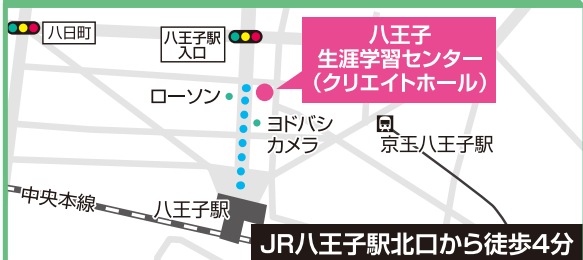 八日町
八王子駅
入口
八王子
生涯学習センター
（クリエイトホール）
ローソン
ヨドバシ
カメラ
京王八王子駅
中央本線
八王子駅
JR八王子駅北口から徒歩4分